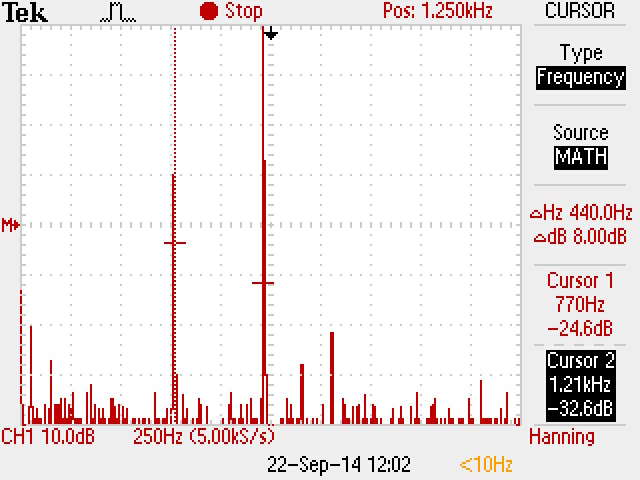 Tek
Stop
Pos: 1.250kHz
CURSOR
Type
Frequency
Source
MATH
M
△Hz 440.0Hz
△dB 8.00dB
Cursor 1
770Hz
-24.6dB
Cursor 2
1.21kHz
-32.6dB
CH1 10.0dB
250Hz (5.00kS/s)
Hanning
22-Sep-14 12:02
<10Hz